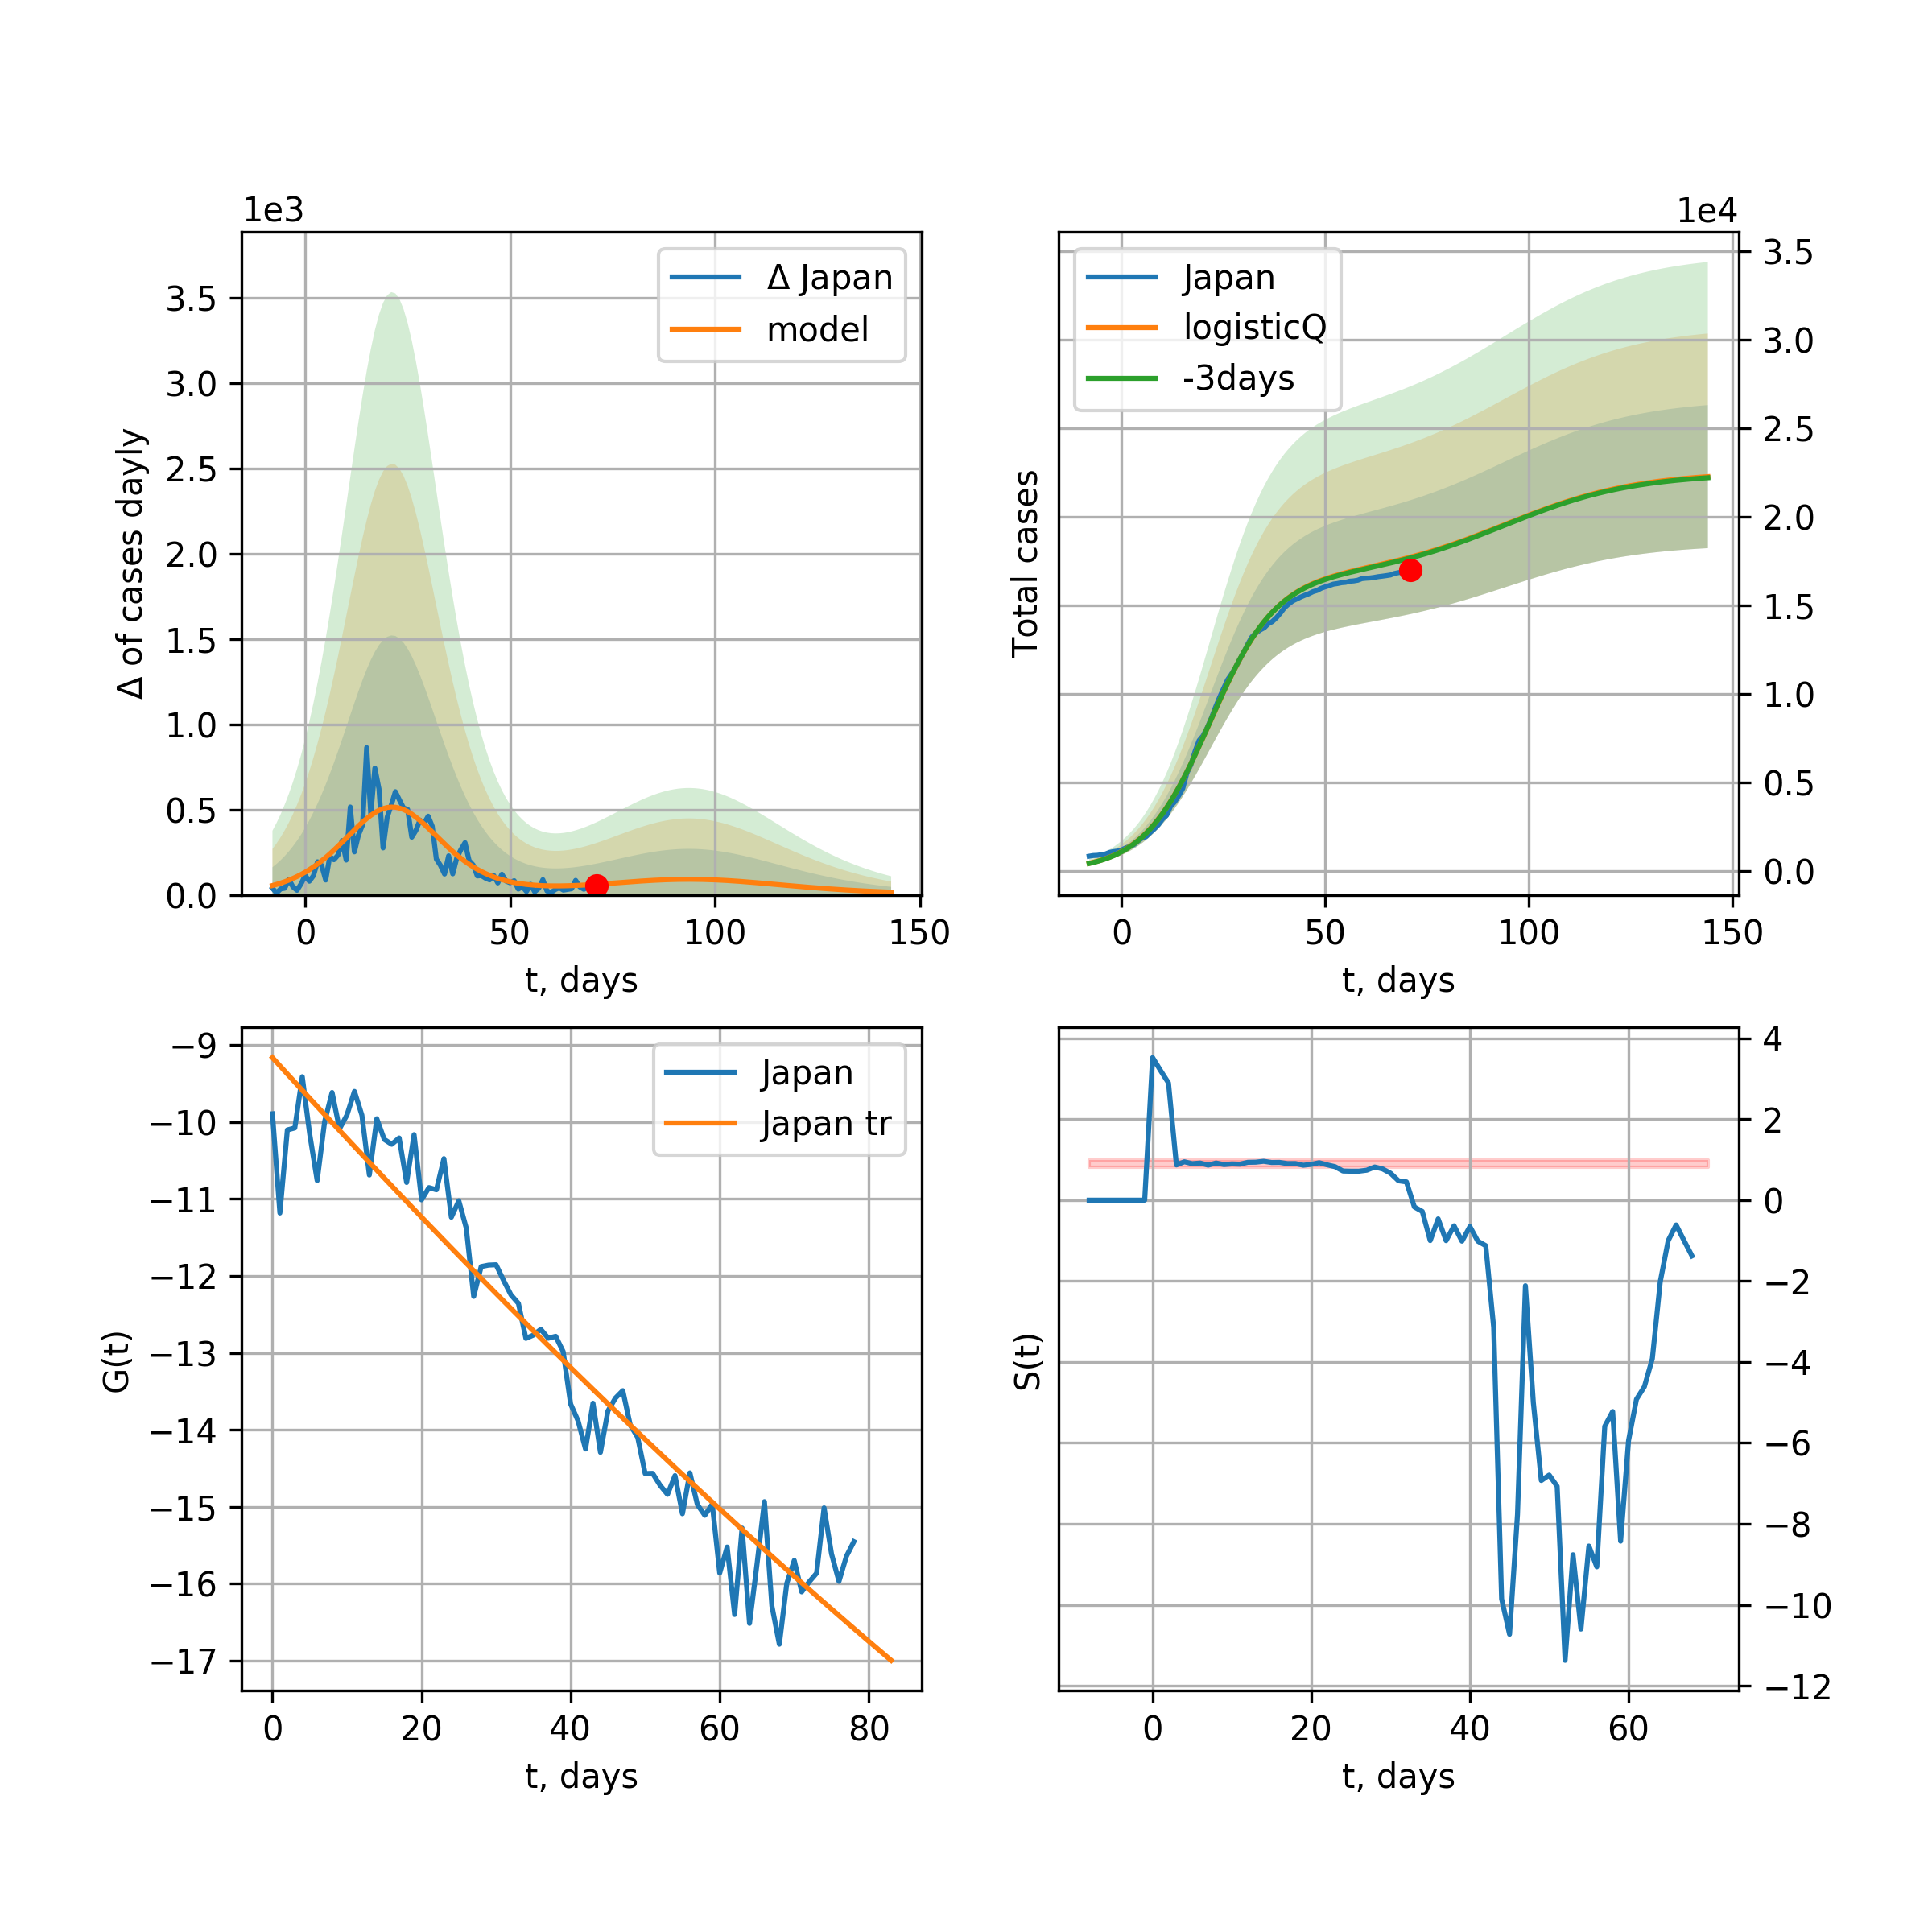 1e3
Δ of cases dayly
3.5
3.0
2.5
2.0
1.5
1.0
0.5
0.0
0 50 100 150
t, days
Δ Japan
model
1e4
Total cases
3.5
3.0
2.5
2.0
1.5
1.0
0.5
0.0
0 50 100 150
t, days
Japan
logisticQ
-3days
G(t)
−9
−10
−11
−12
−13
−14
−15
−16
−17
0 20 40 60 80
t, days
Japan
Japan tr
S(t)
4
2
0
−2
−4
−6
−8
−10
−12
0 20 40 60
t, days